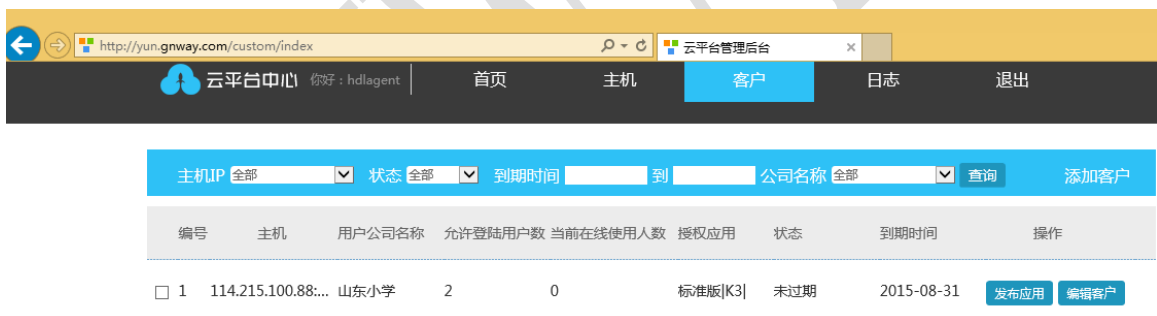 http://yun.gnway.com/custom/index 云平台管理后台
云平台中心 你好：hdlagent 首页 主机 客户 日志 退出
主机IP 全部 状态 全部 到期时间 到 公司名称 全部 查询 添加客户
编号 主机 用户公司名称 允许登陆用户数 当前在线使用人数 授权应用 状态 到期时间 操作
1 114.215.100.88:... 山东小学 2 0 标准版|K3| 未过期 2015-08-31 发布应用 编辑客户